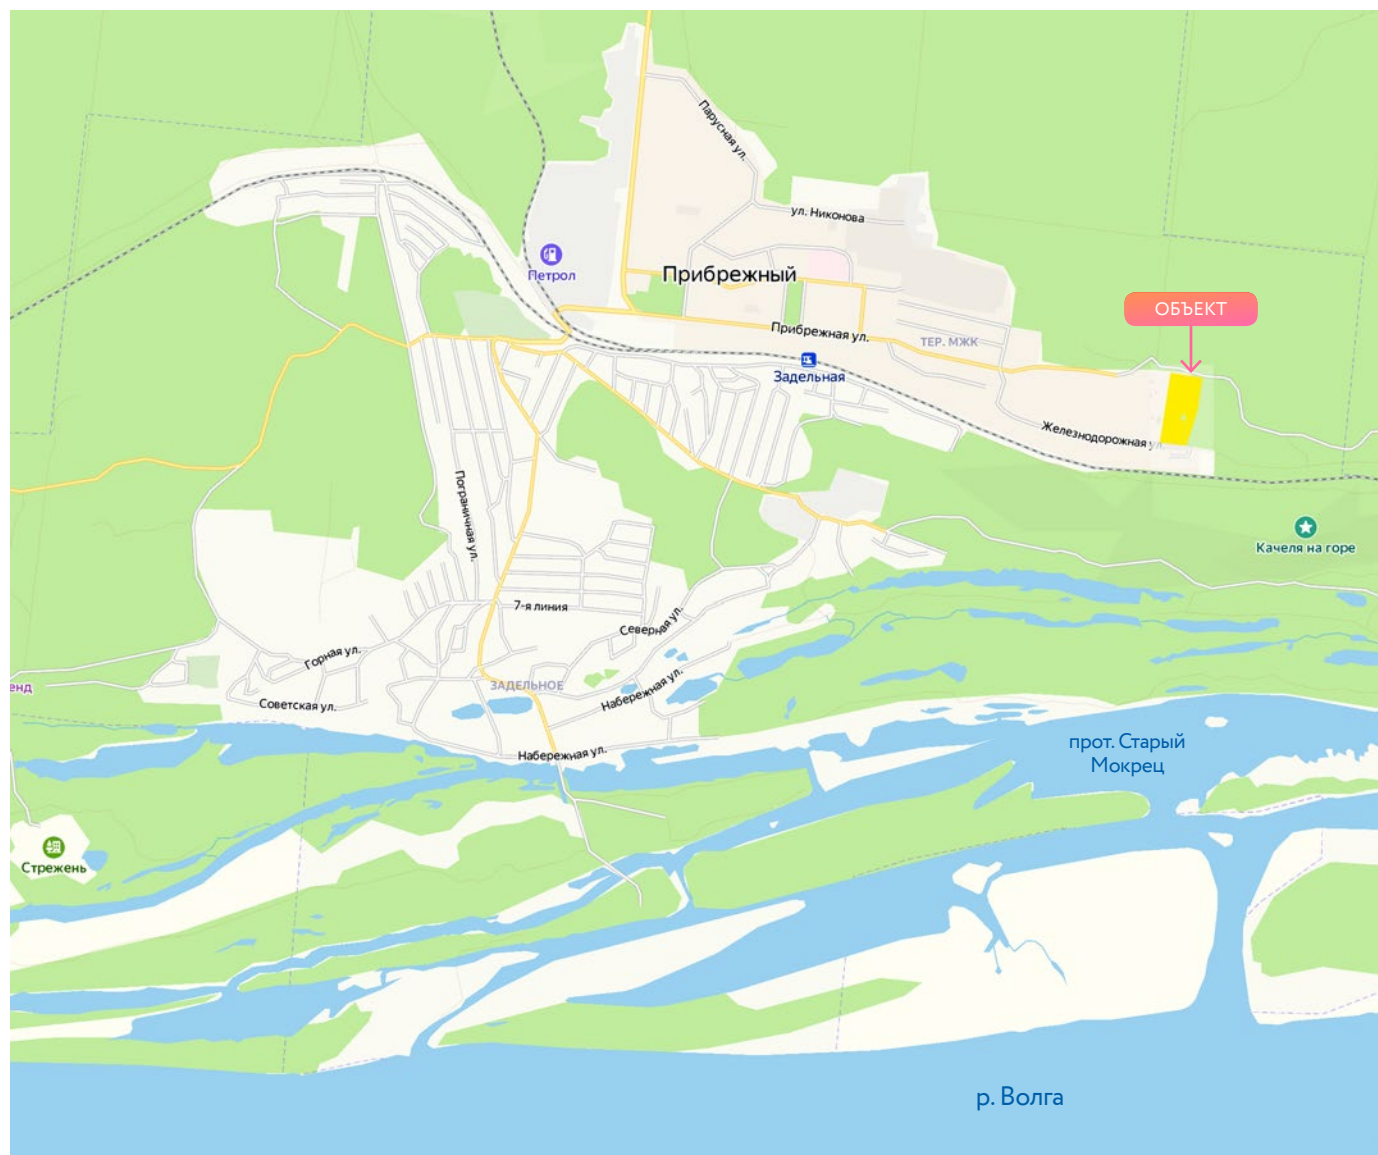 Парусная ул.
ул. Никонова
Петрол
Прибрежный
ОБЪЕКТ
Прибрежная ул.
ТЕР. МЖК
Задельная
Железнодорожная ул.
Пограничная ул.
Качеля на горе
7-я линия
Северная ул.
Горная ул.
енд
ЗАДЕЛЬНОЕ
Набережная ул.
Советская ул.
Набережная ул.
прот. Старый
Мокрец
Стрежень
р. Волга